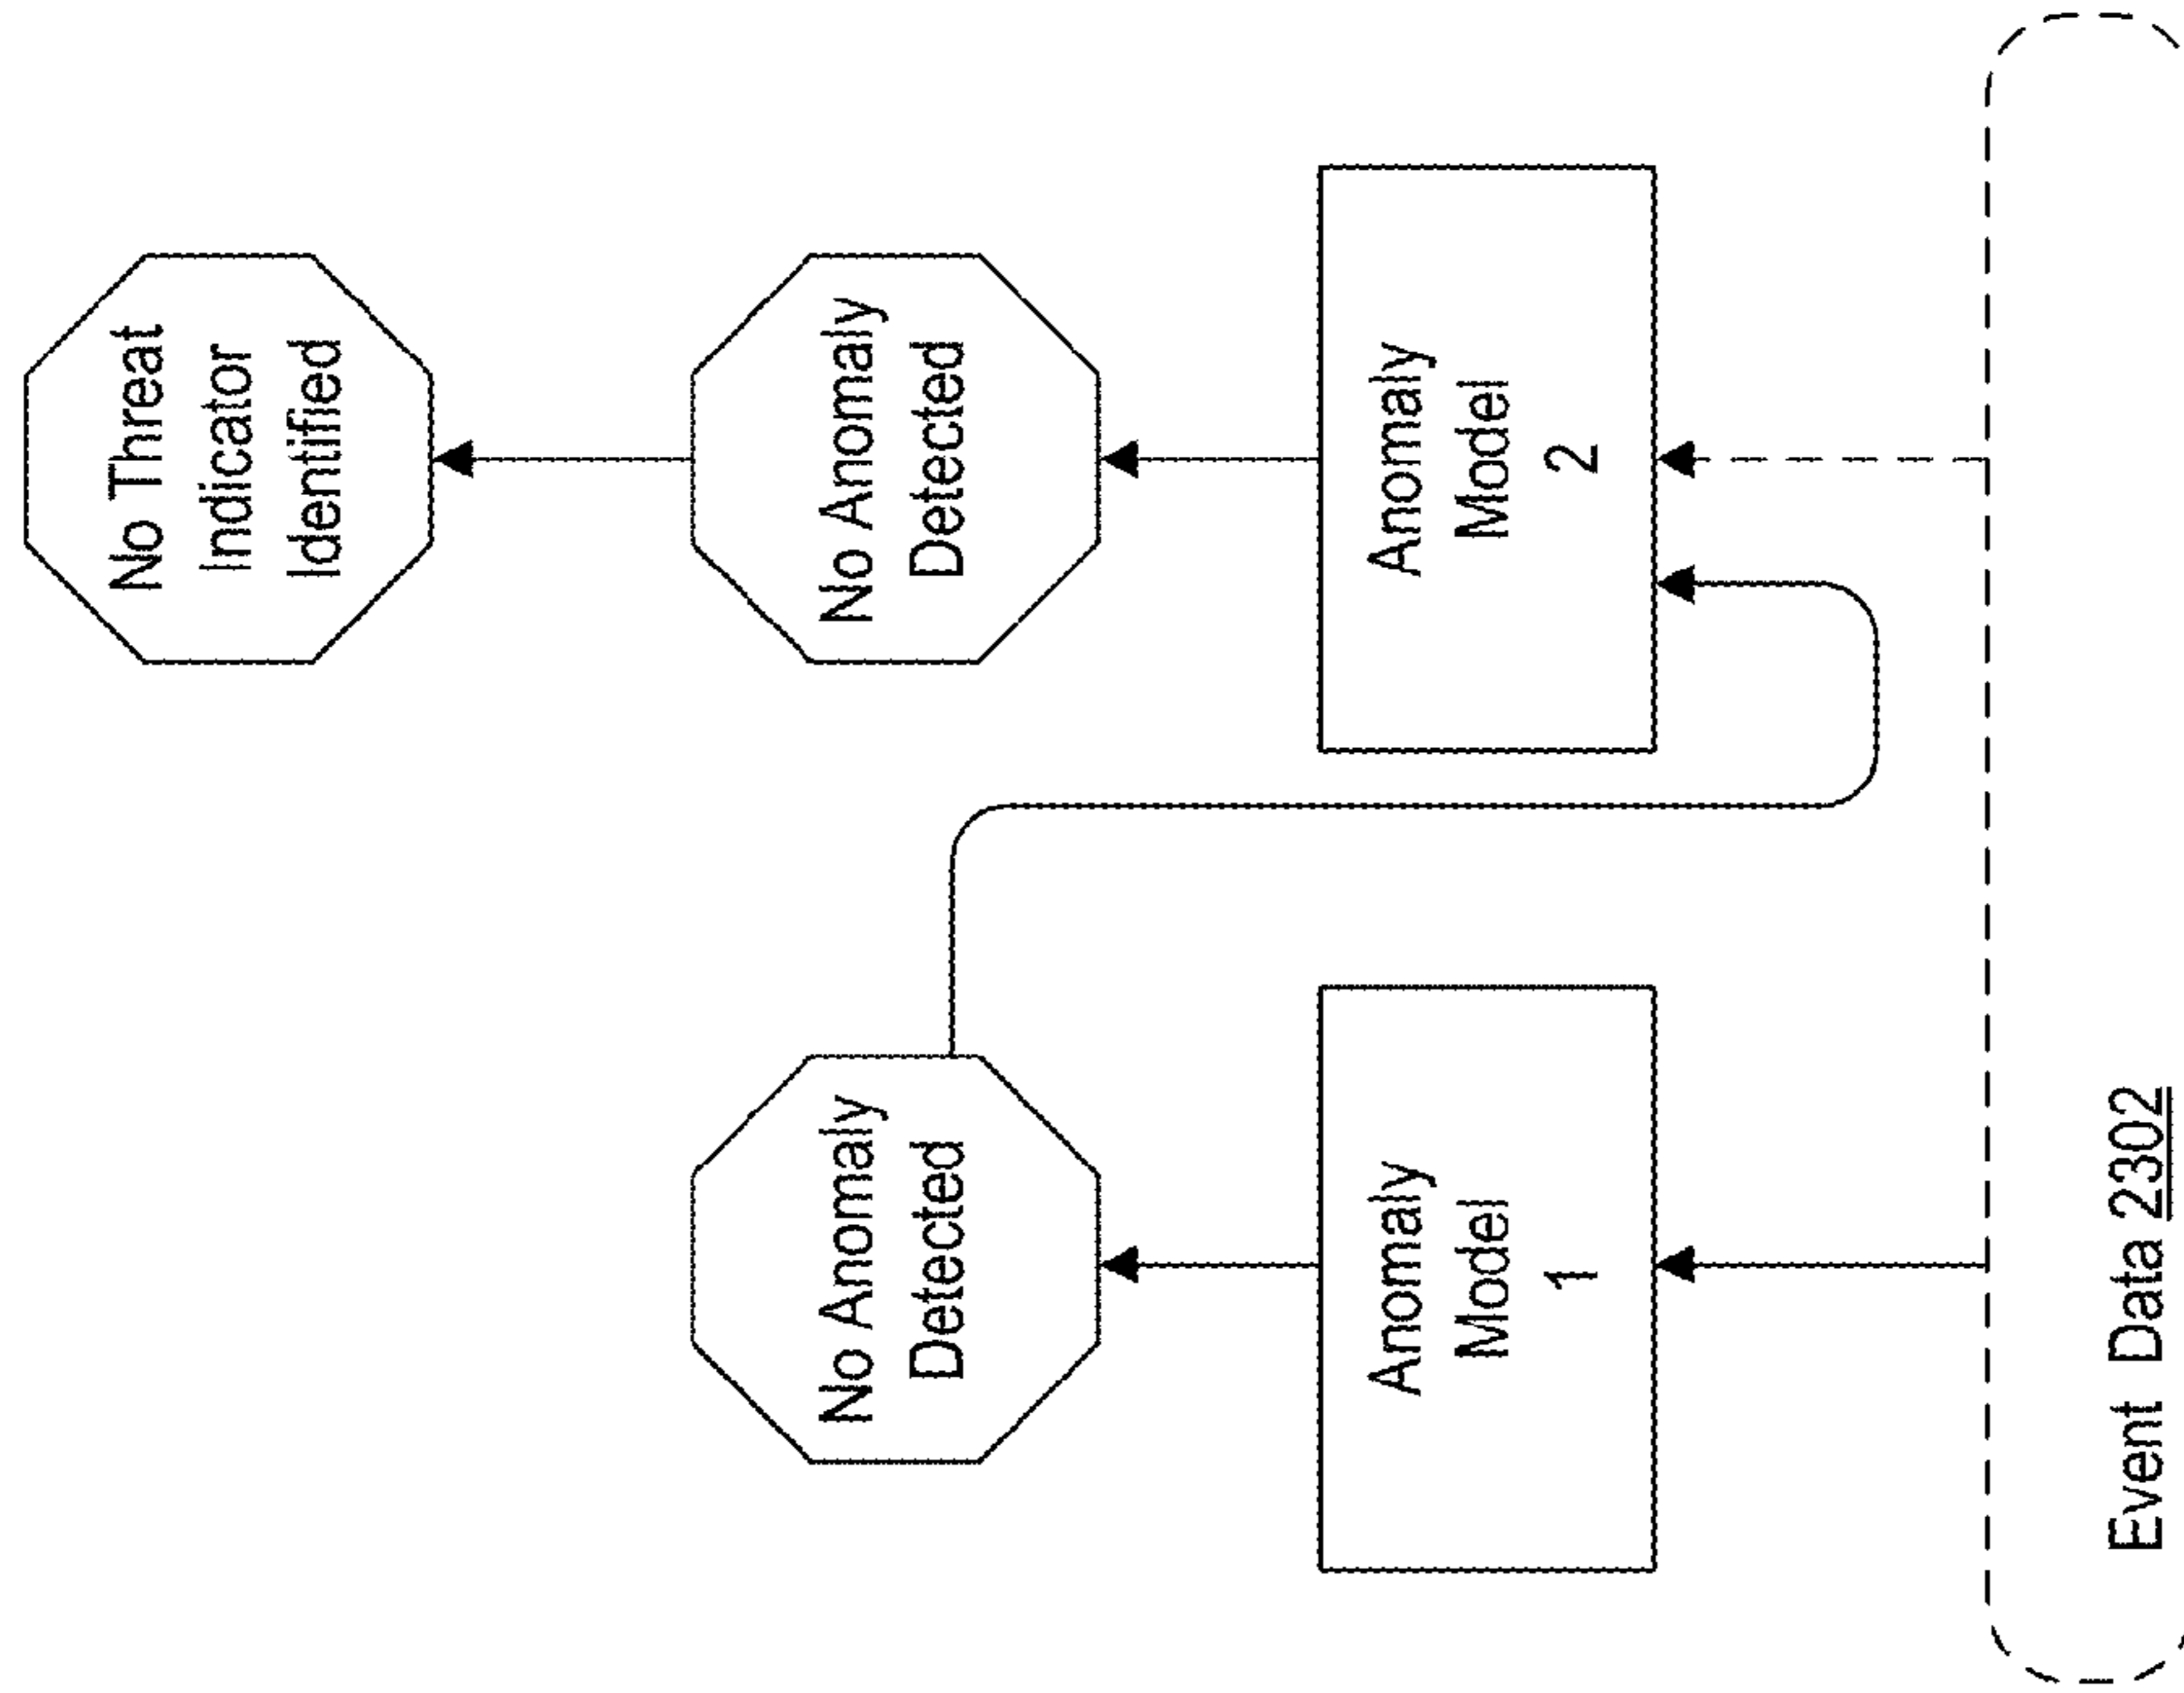 No Threat
Indicator
Identified
No Anomaly
Detected
No Anomaly
Detected
Anomaly
Model
1
Anomaly
Model
2
Event Data 2302